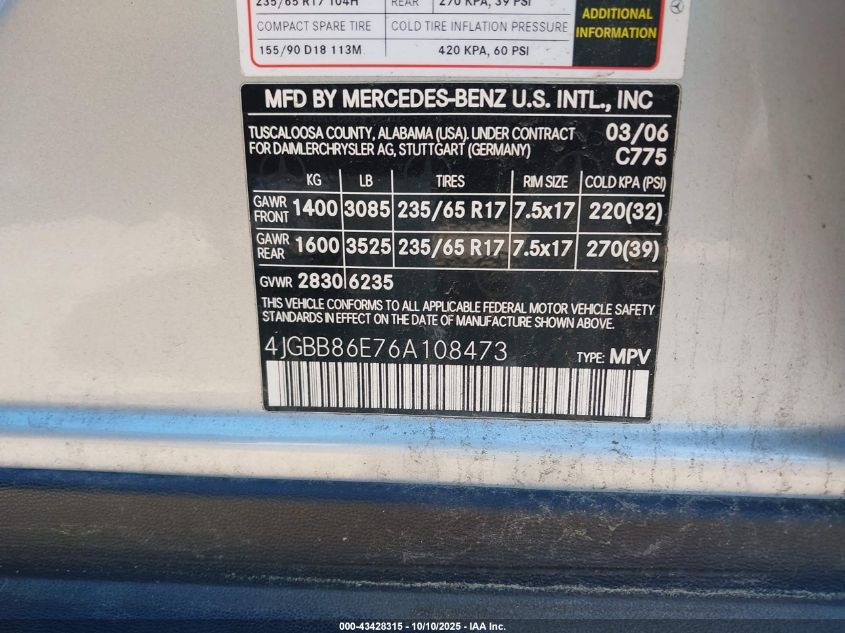 235/65 R17 104H REAR 270 KPA, 39 PSI
COMPACT SPARE TIRE COLD TIRE INFLATION PRESSURE
155/90 D18 113M 420 KPA, 60 PSI
ADDITIONAL
INFORMATION
MFD BY MERCEDES-BENZ U.S. INTL., INC
TUSCALOOSA COUNTY, ALABAMA (USA). UNDER CONTRACT 03/06
FOR DAIMLERCHRYSLER AG, STUTTGART (GERMANY) C775
KG LB TIRES RIM SIZE COLD KPA (PSI)
GAWR FRONT 1400 3085 235/65 R17 7.5x17 220(32)
GAWR REAR 1600 3525 235/65 R17 7.5x17 270(39)
GVWR 2830 6235
THIS VEHICLE CONFORMS TO ALL APPLICABLE FEDERAL MOTOR VEHICLE SAFETY
STANDARDS IN EFFECT ON THE DATE OF MANUFACTURE SHOWN ABOVE.
4JGBB86E76A108473 TYPE: MPV
000-43428315 - 10/10/2025 - IAA Inc.